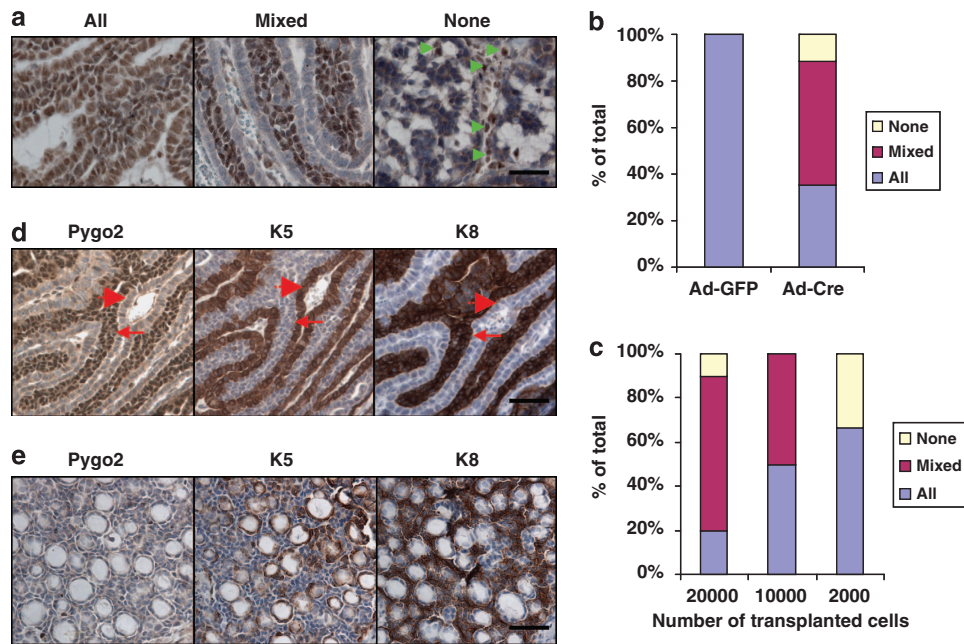 a
All Mixed None
b
100%
80%
60%
40%
20%
0%
% of total
Ad-GFP Ad-Cre
None
Mixed
All
d
Pygo2 K5 K8
c
100%
80%
60%
40%
20%
0%
% of total
20000 10000 2000
Number of transplanted cells
None
Mixed
All
e
Pygo2 K5 K8